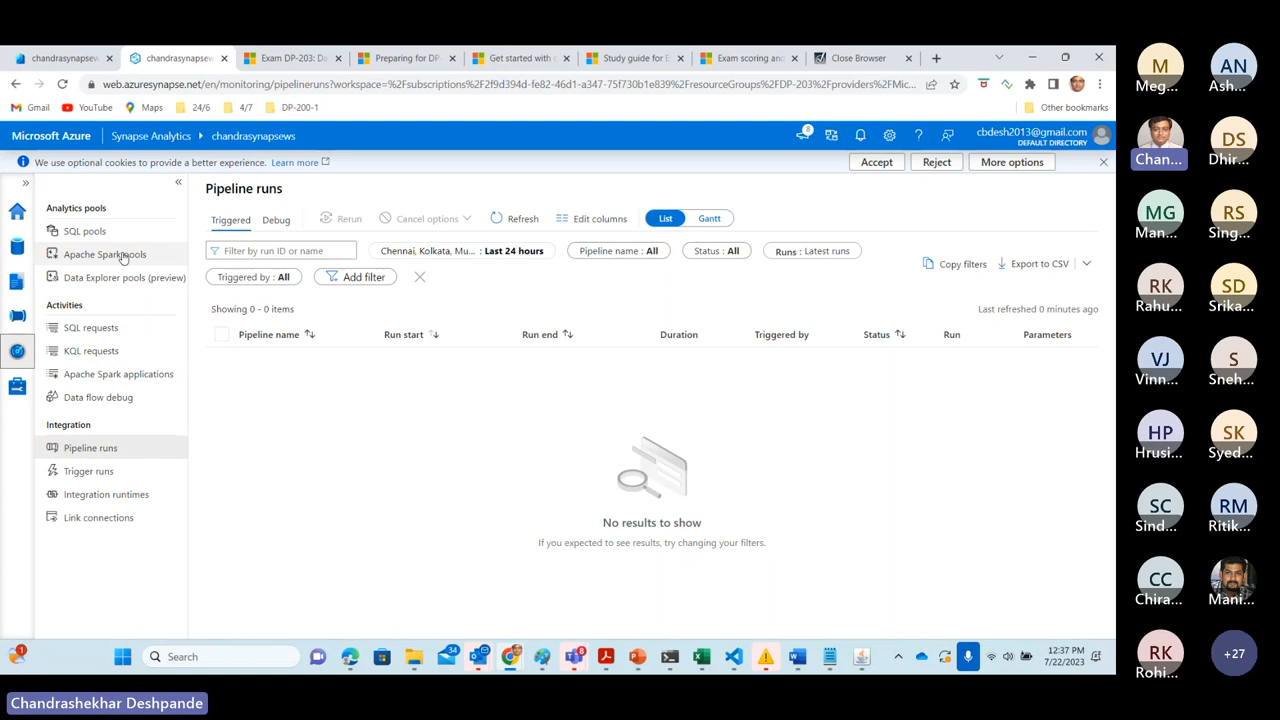 chandrasynapsew
chandrasynapsew
Exam DP-203: Da
Preparing for DP-
Get started with
Study guide for E
Exam scoring an
Close Browser
web.azuresynapse.net/en/monitoring/pipelineruns?workspace=%2Fsubscriptions%2F2f9d394d-fe82-46d1-a347-75f730b1e839%2FresourceGroups%2FDP-203%2Fproviders%2FMic...
Gmail
YouTube
Maps
24/6
4/7
DP-200-1
Other bookmarks
Microsoft Azure
Synapse Analytics
chandrasynapsews
8
cbdesh2013@gmail.com
DEFAULT DIRECTORY
We use optional cookies to provide a better experience. Learn more
Accept
Reject
More options
Analytics pools
SQL pools
Apache Spark pools
Data Explorer pools (preview)
Activities
SQL requests
KQL requests
Apache Spark applications
Data flow debug
Integration
Pipeline runs
Trigger runs
Integration runtimes
Link connections
Pipeline runs
Triggered
Debug
Rerun
Cancel options
Refresh
Edit columns
List
Gantt
Filter by run ID or name
Chennai, Kolkata, Mu... : Last 24 hours
Pipeline name : All
Status : All
Runs : Latest runs
Triggered by : All
Add filter
Copy filters
Export to CSV
Showing 0 - 0 items
Last refreshed 0 minutes ago
Pipeline name
Run start
Run end
Duration
Triggered by
Status
Run
Parameters
No results to show
If you expected to see results, try changing your filters.
1
Search
34
8
12:37 PM
7/22/2023
M
Meg...
AN
Ash...
Chan...
DS
Dhir...
MG
Man...
RS
Sing...
RK
Rahu...
SD
Srika...
VJ
Vinn...
S
Sneh...
HP
Hrusi...
SK
Syed...
SC
Sind...
RM
Ritik...
CC
Chira...
Mani...
RK
Rohi...
+27
Chandrashekhar Deshpande